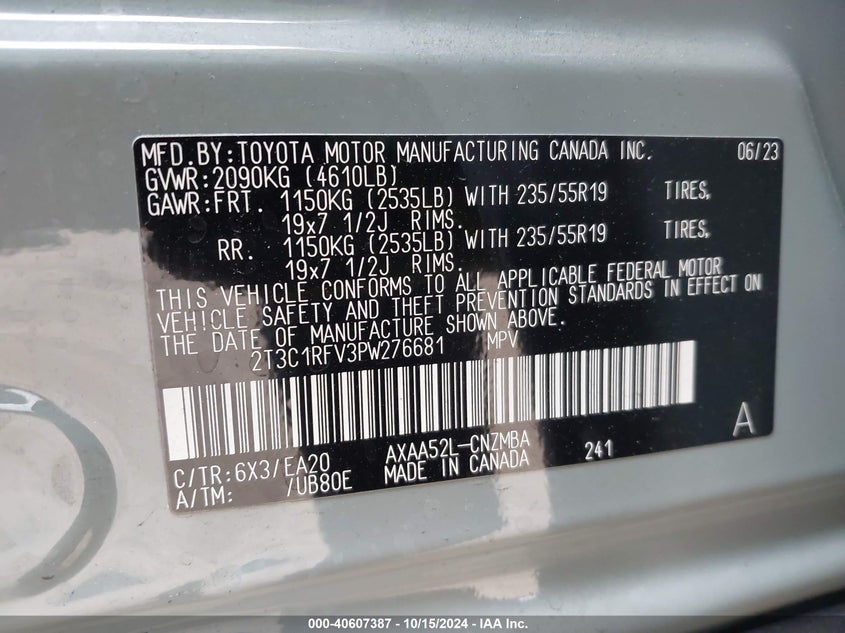 MFD.BY:TOYOTA MOTOR MANUFACTURING CANADA INC. 06/23
GVWR:2090KG (4610LB)
GAWR:FRT. 1150KG (2535LB) WITH 235/55R19 TIRES,
19x7 1/2J RIMS.
RR. 1150KG (2535LB) WITH 235/55R19 TIRES,
19x7 1/2J RIMS.
THIS VEHICLE CONFORMS TO ALL APPLICABLE FEDERAL MOTOR
VEHICLE SAFETY AND THEFT PREVENTION STANDARDS IN EFFECT ON
THE DATE OF MANUFACTURE SHOWN ABOVE.
2T3C1RFV3PW276681 MPV
A
C/TR:6X3/EA20 AXAA52L-CNZMBA 241
A/TM: /UB80E MADE IN CANADA
000-40607387 - 10/15/2024 - IAA Inc.